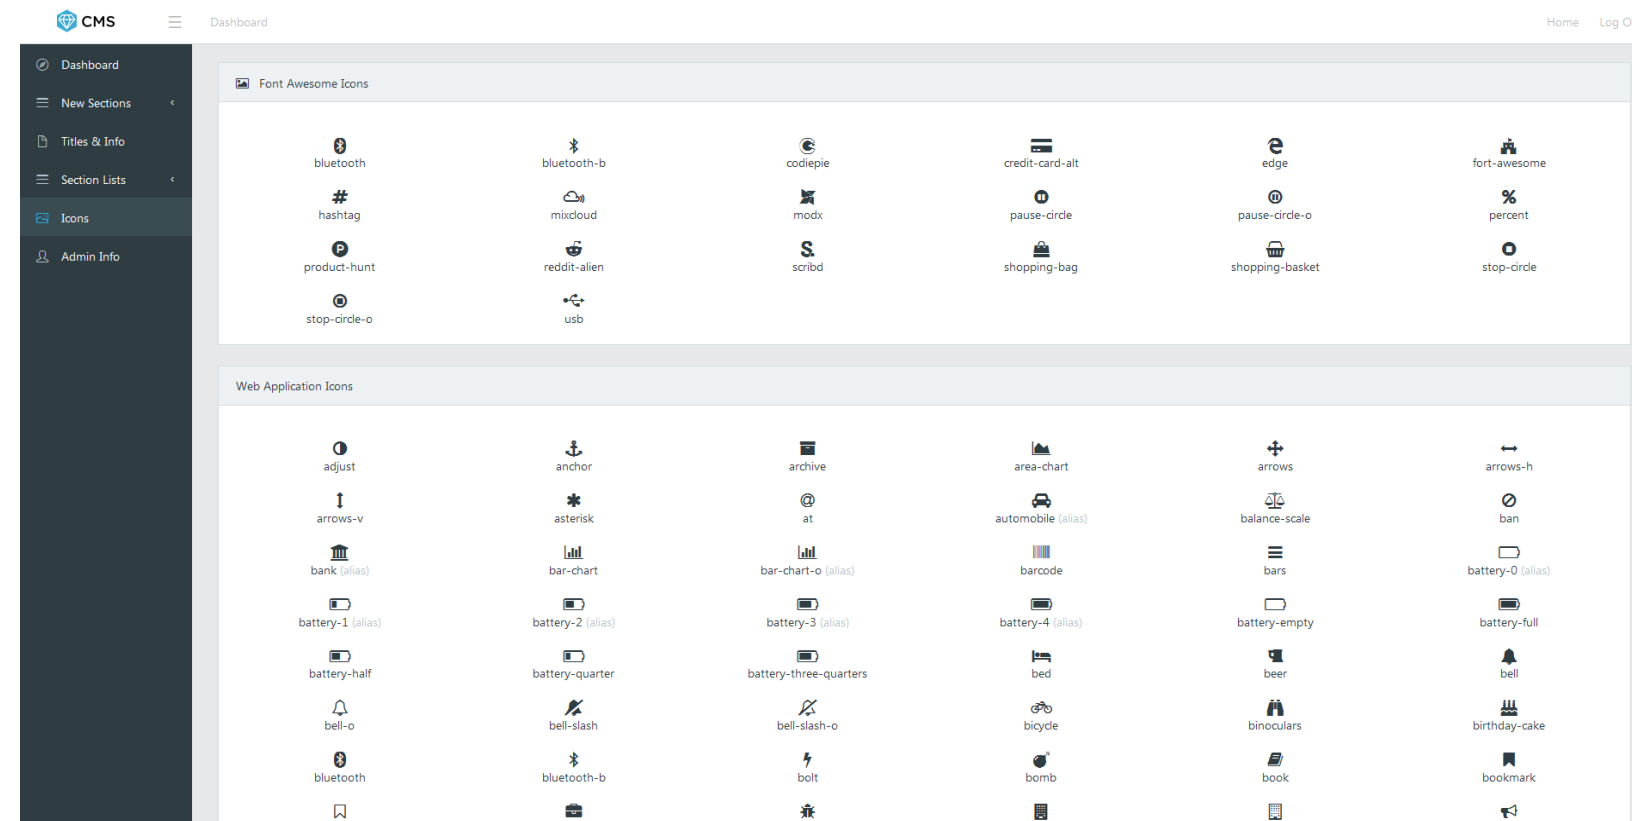 CMS
Dashboard
Home Log O
Dashboard
New Sections
Titles & Info
Section Lists
Icons
Admin Info
Font Awesome Icons
bluetooth bluetooth-b codiepie credit-card-alt edge fort-awesome
hashtag mixcloud modx pause-circle pause-circle-o percent
product-hunt reddit-alien scribd shopping-bag shopping-basket stop-circle
stop-circle-o usb
Web Application Icons
adjust anchor archive area-chart arrows arrows-h
arrows-v asterisk at automobile (alias) balance-scale ban
bank (alias) bar-chart bar-chart-o (alias) barcode bars battery-0 (alias)
battery-1 (alias) battery-2 (alias) battery-3 (alias) battery-4 (alias) battery-empty battery-full
battery-half battery-quarter battery-three-quarters bed beer bell
bell-o bell-slash bell-slash-o bicycle binoculars birthday-cake
bluetooth bluetooth-b bolt bomb book bookmark